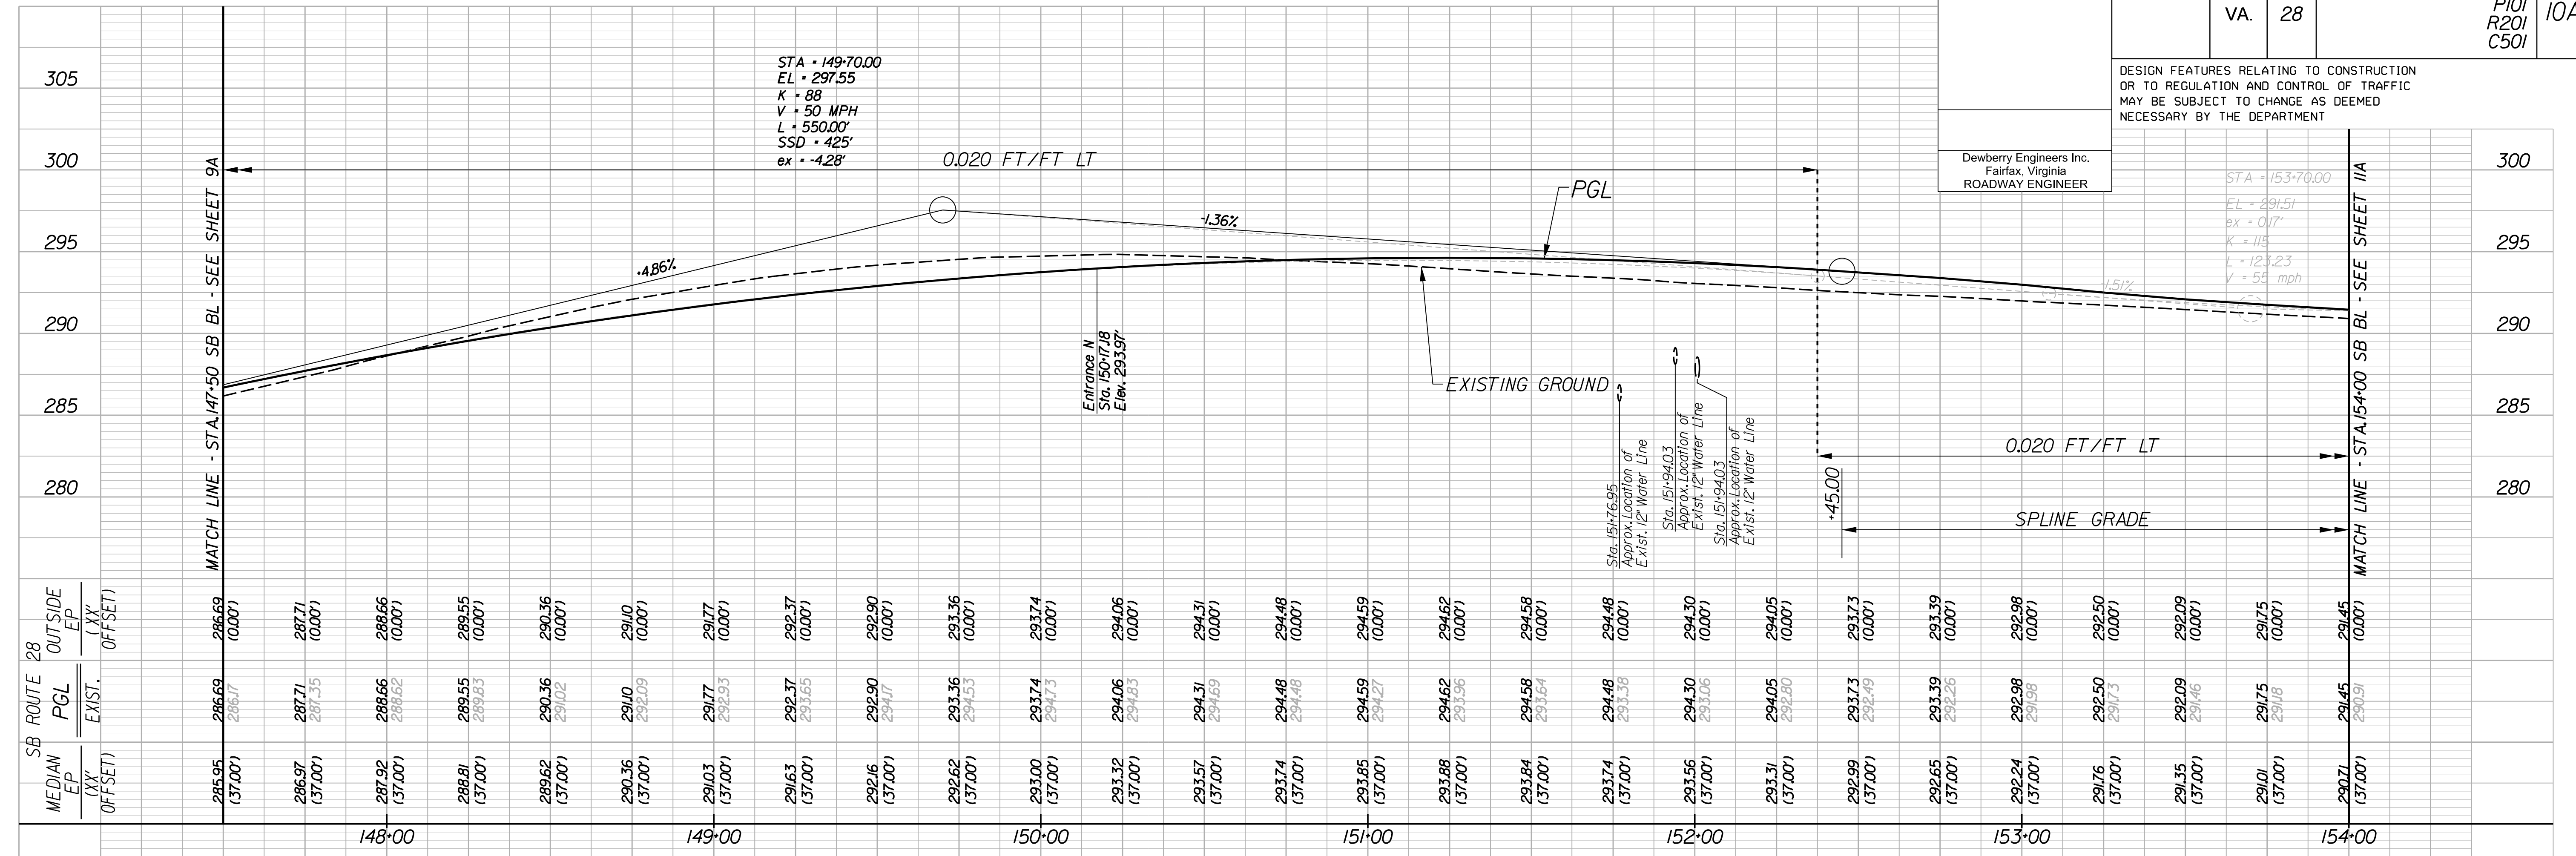 VA.
28
P101
R201
C501
10A
DESIGN FEATURES RELATING TO CONSTRUCTION
OR TO REGULATION AND CONTROL OF TRAFFIC
MAY BE SUBJECT TO CHANGE AS DEEMED
NECESSARY BY THE DEPARTMENT
Dewberry Engineers Inc.
Fairfax, Virginia
ROADWAY ENGINEER
305
300
295
290
285
280
MATCH LINE - STA.147+50 SB BL - SEE SHEET 9A
STA = 149+70.00
EL = 297.55
K = 88
V = 50 MPH
L = 550.00'
SSD = 425'
ex = -4.28'
0.020 FT/FT LT
+4.86%
-1.36%
PGL
Entrance N
Sta. 150+17.18
Elev. 293.97'
EXISTING GROUND
Sta. 151+76.95
Approx. Location of
Exist. 12" Water Line
Sta. 151+94.03
Approx. Location of
Exist. 12" Water Line
Sta. 151+94.03
Approx. Location of
Exist. 12" Water Line
STA = 153+70.00
EL = 291.51
ex = 0.17'
K = 115
L = 123.23
V = 55 mph
-1.51%
0.020 FT/FT LT
+45.00
SPLINE GRADE
MATCH LINE - STA.154+00 SB BL - SEE SHEET 11A
300
295
290
285
280
SB ROUTE 28
OUTSIDE
EP
(XX'
OFFSET)
286.69 287.71 288.66 289.55 290.36 291.10 291.77 292.37 292.90 293.36 293.74 294.06 294.31 294.48 294.59 294.62 294.58 294.48 294.30 294.05 293.73 293.39 292.98 292.50 292.09 291.75 291.45
(0.00') (0.00') (0.00') (0.00') (0.00') (0.00') (0.00') (0.00') (0.00') (0.00') (0.00') (0.00') (0.00') (0.00') (0.00') (0.00') (0.00') (0.00') (0.00') (0.00') (0.00') (0.00') (0.00') (0.00') (0.00') (0.00') (0.00')
PGL
EXIST.
286.69 287.71 288.66 289.55 290.36 291.10 291.77 292.37 292.90 293.36 293.74 294.06 294.31 294.48 294.59 294.62 294.58 294.48 294.30 294.05 293.73 293.39 292.98 292.50 292.09 291.75 291.45
286.17 287.35 288.62 289.83 291.02 292.09 292.93 293.65 294.17 294.53 294.73 294.83 294.69 294.48 294.27 293.96 293.64 293.38 293.06 292.80 292.49 292.26 291.98 291.73 291.46 291.18 290.91
MEDIAN
EP
(XX'
OFFSET)
285.95 286.97 287.92 288.81 289.62 290.36 291.03 291.63 292.16 292.62 293.00 293.32 293.57 293.74 293.85 293.88 293.84 293.74 293.56 293.31 292.99 292.65 292.24 291.76 291.35 291.01 290.71
(37.00') (37.00') (37.00') (37.00') (37.00') (37.00') (37.00') (37.00') (37.00') (37.00') (37.00') (37.00') (37.00') (37.00') (37.00') (37.00') (37.00') (37.00') (37.00') (37.00') (37.00') (37.00') (37.00') (37.00') (37.00') (37.00') (37.00')
148+00 149+00 150+00 151+00 152+00 153+00 154+00